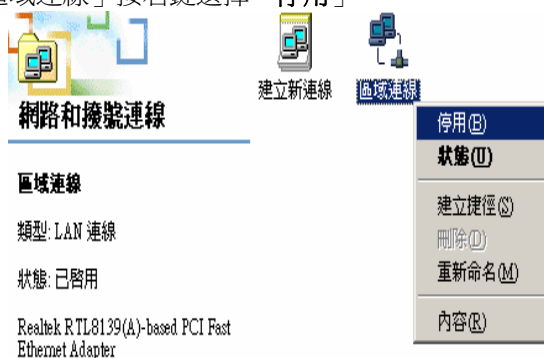 域連線」按右鍵選擇「停用」
建立新連線
區域連線
網路和撥號連線
區域連線
類型: LAN 連線
狀態: 已啓用
Realtek RTL8139(A)-based PCI Fast
Ethernet Adapter
停用(B)
狀態(U)
建立捷徑(S)
刪除(D)
重新命名(M)
內容(R)